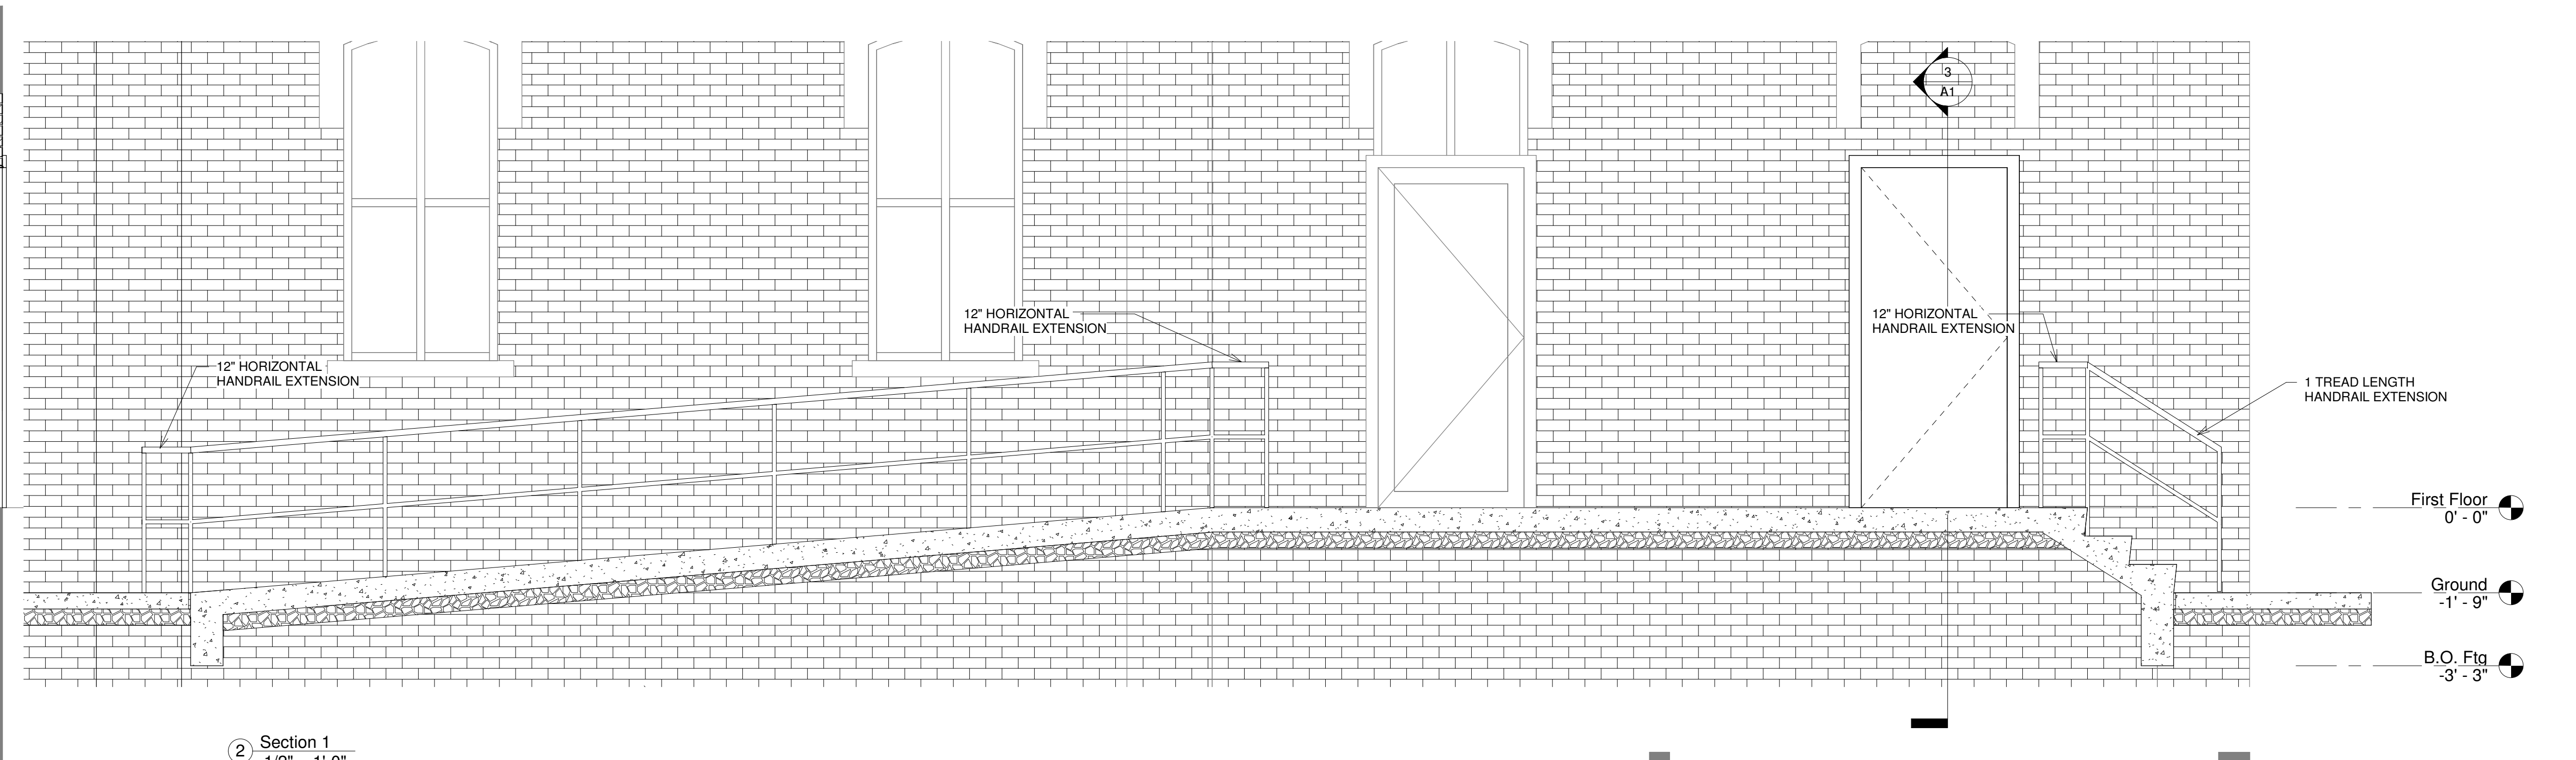 3
A1
12" HORIZONTAL
HANDRAIL EXTENSION
12" HORIZONTAL
HANDRAIL EXTENSION
12" HORIZONTAL
HANDRAIL EXTENSION
1 TREAD LENGTH
HANDRAIL EXTENSION
First Floor
0' - 0"
Ground
-1' - 9"
B.O. Ftg
-3' - 3"
2 Section 1